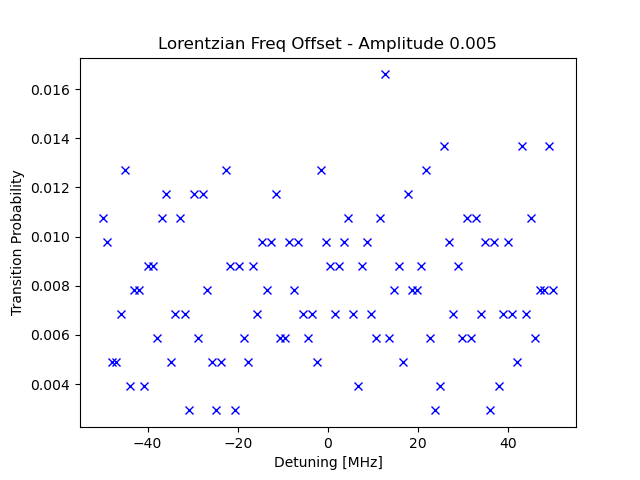 Lorentzian Freq Offset - Amplitude 0.005
Transition Probability
0.016
0.014
0.012
0.010
0.008
0.006
0.004
−40 −20 0 20 40
Detuning [MHz]